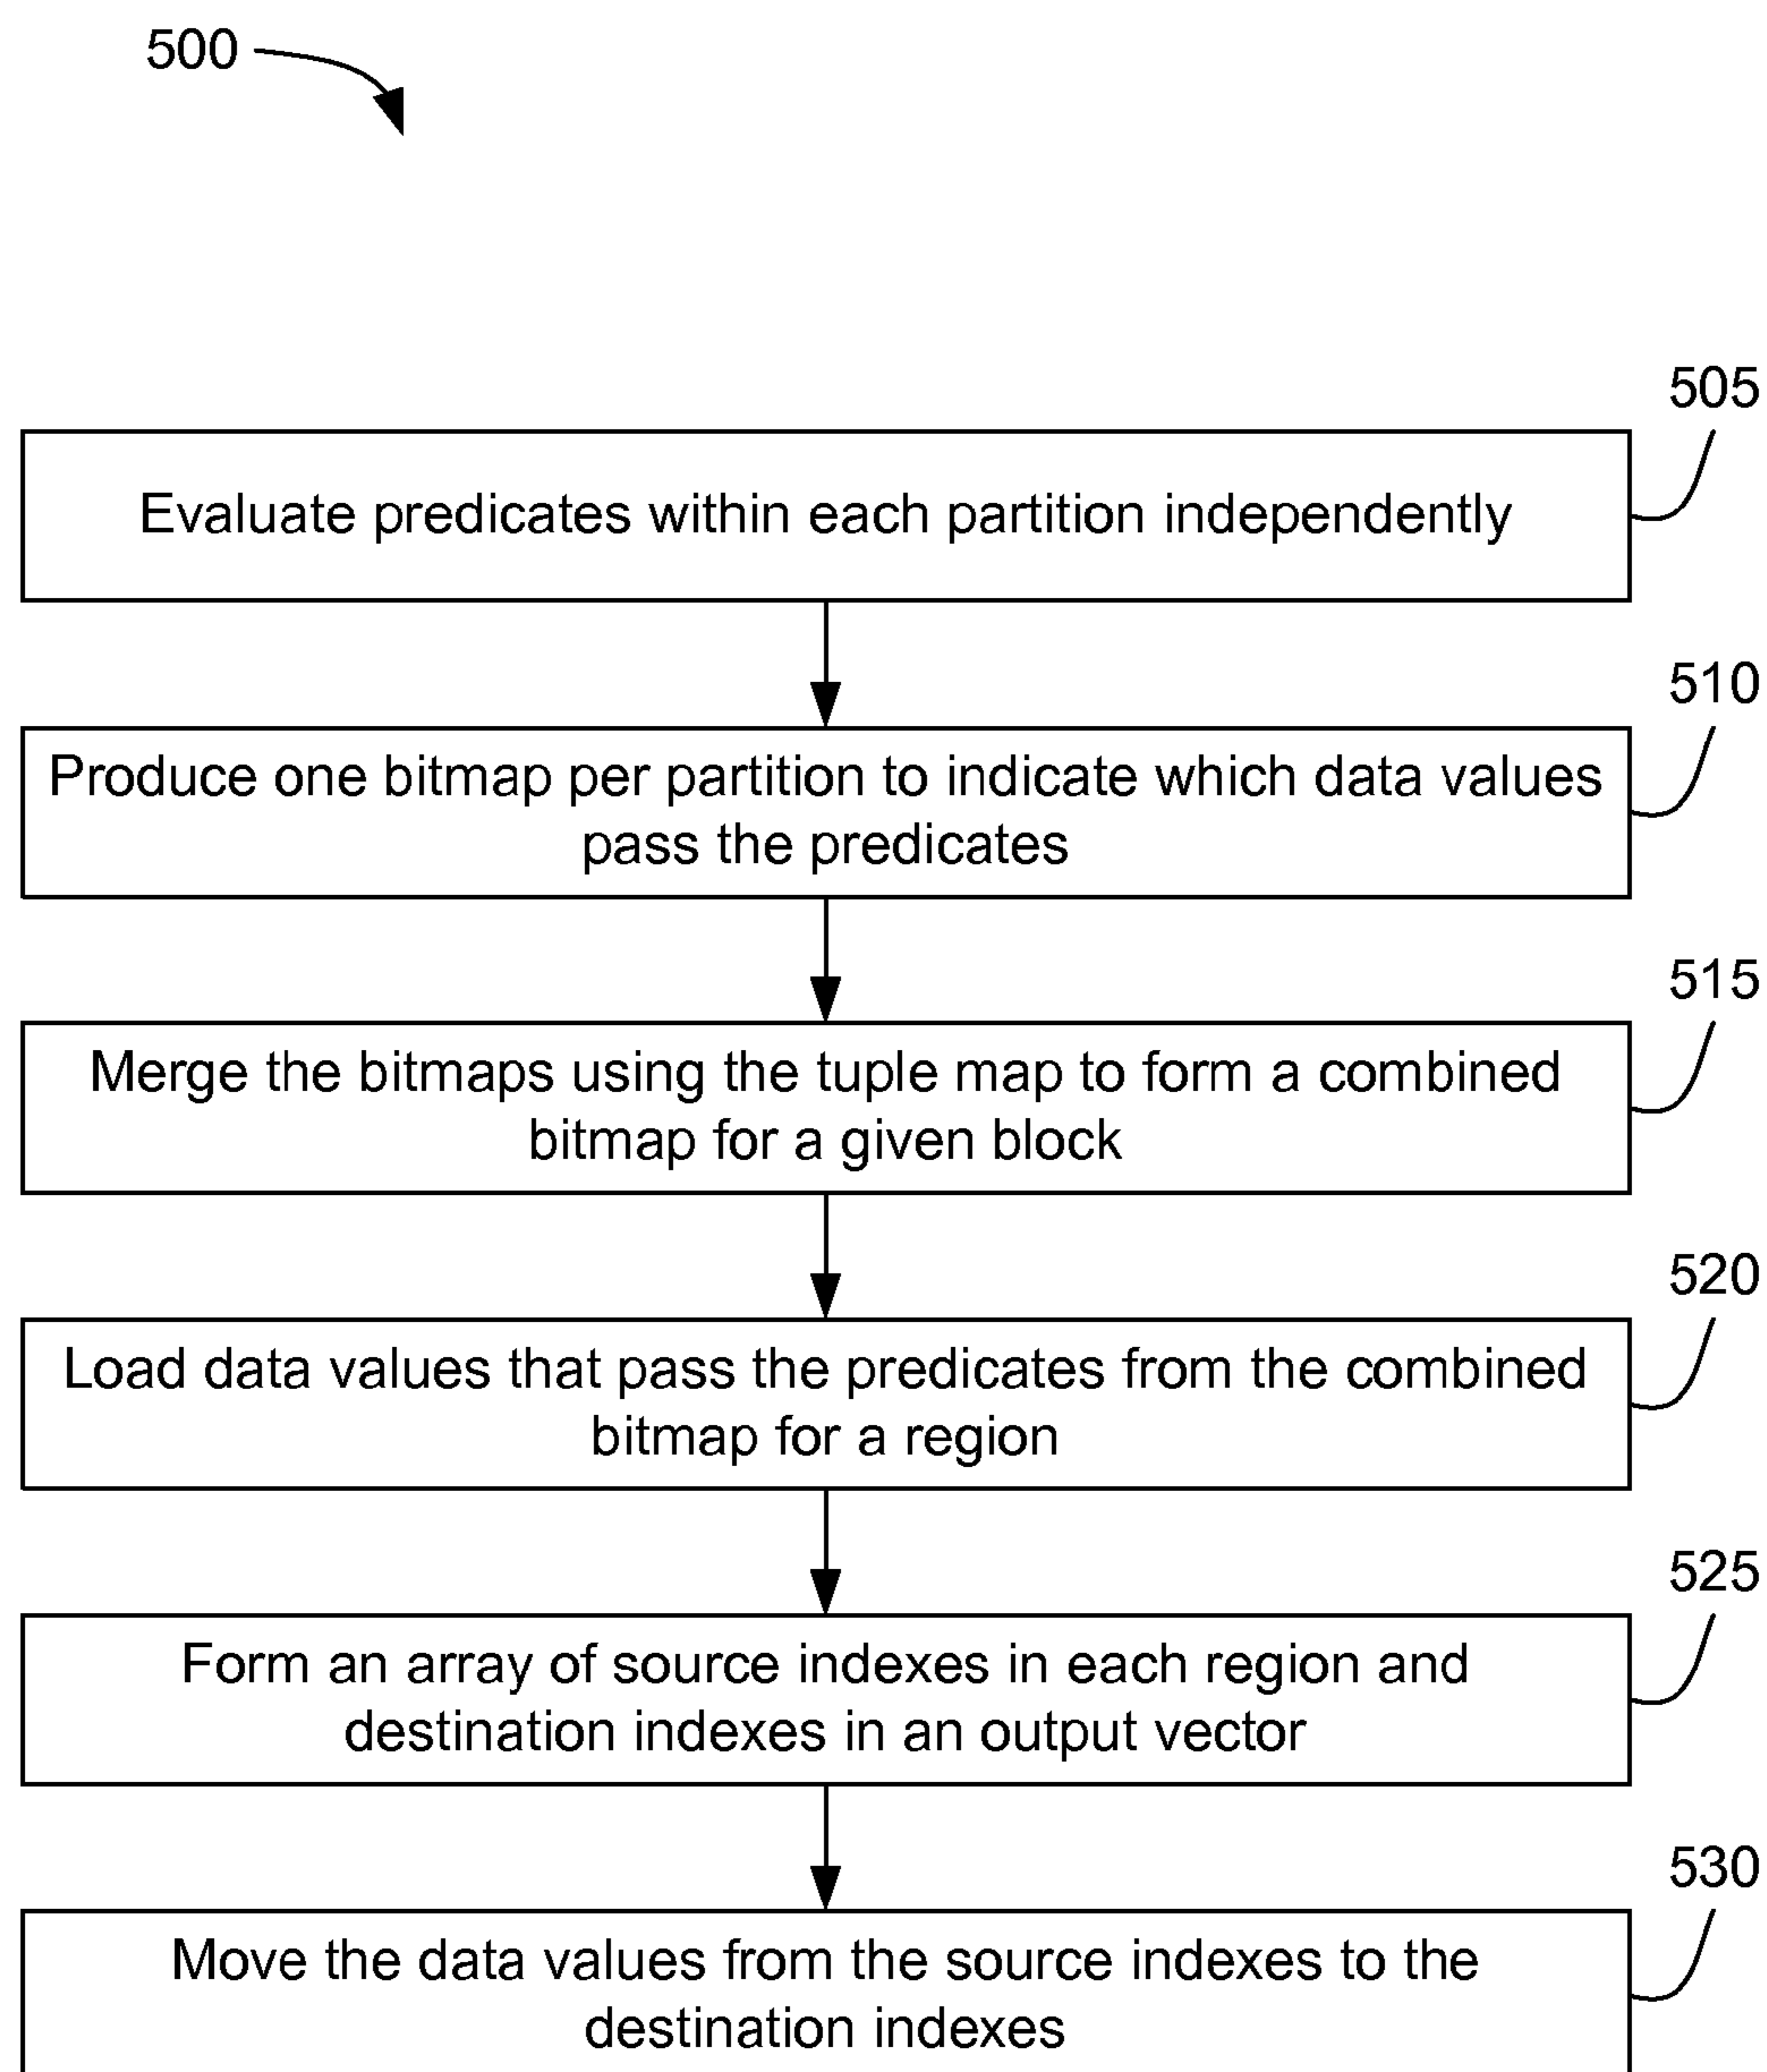 500
505
Evaluate predicates within each partition independently
510
Produce one bitmap per partition to indicate which data values
pass the predicates
515
Merge the bitmaps using the tuple map to form a combined
bitmap for a given block
520
Load data values that pass the predicates from the combined
bitmap for a region
525
Form an array of source indexes in each region and
destination indexes in an output vector
530
Move the data values from the source indexes to the
destination indexes